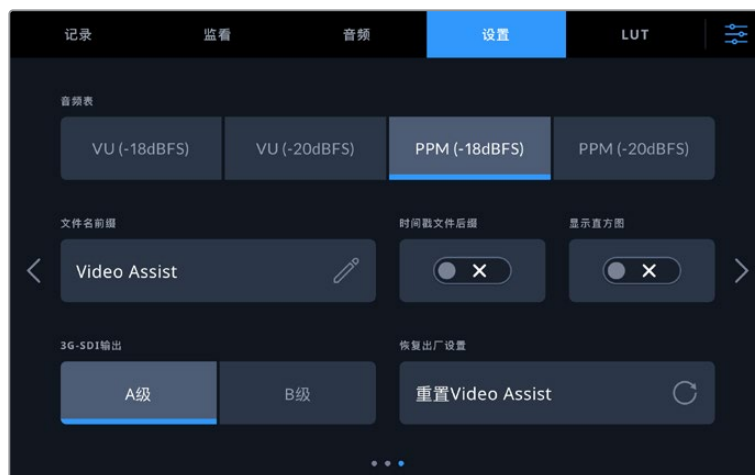 记录 监看 音频 设置 LUT
音频表
VU (-18dBFS) VU (-20dBFS) PPM (-18dBFS) PPM (-20dBFS)
文件名前缀 时间戳文件后缀 显示直方图
Video Assist
3G-SDI输出 恢复出厂设置
A级 B级 重置Video Assist